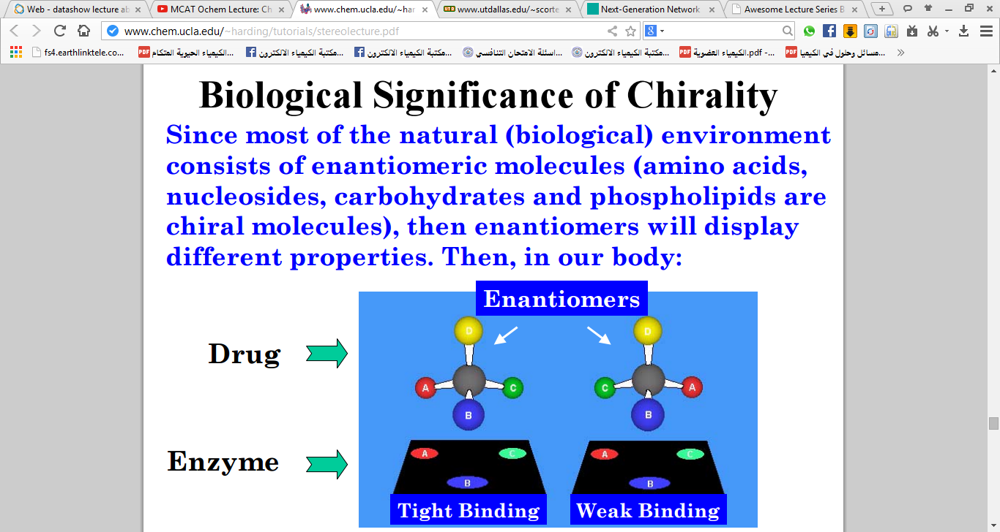 Web - datashow lecture ab
MCAT Ochem Lecture: Ch
www.chem.ucla.edu/~har
www.utdallas.edu/~scorte
Next-Generation Network
Awesome Lecture Series B
www.chem.ucla.edu/~harding/tutorials/stereolecture.pdf
fs4.earthlinktele.co...
الكيمياء الحيوية المتكام...
مكتبة الكيمياء الالكترون...
مكتبة الكيمياء الالكترون...
اسئلة الامتحان التنافسي...
مكتبة الكيمياء الالكترون...
الكيمياء العضوية.pdf -...
مسائل وحلول في الكيميا...
Biological Significance of Chirality
Since most of the natural (biological) environment
consists of enantiomeric molecules (amino acids,
nucleosides, carbohydrates and phospholipids are
chiral molecules), then enantiomers will display
different properties. Then, in our body:
Enantiomers
D
D
Drug
A
C
C
A
B
B
Enzyme
A
C
A
C
B
B
Tight Binding
Weak Binding